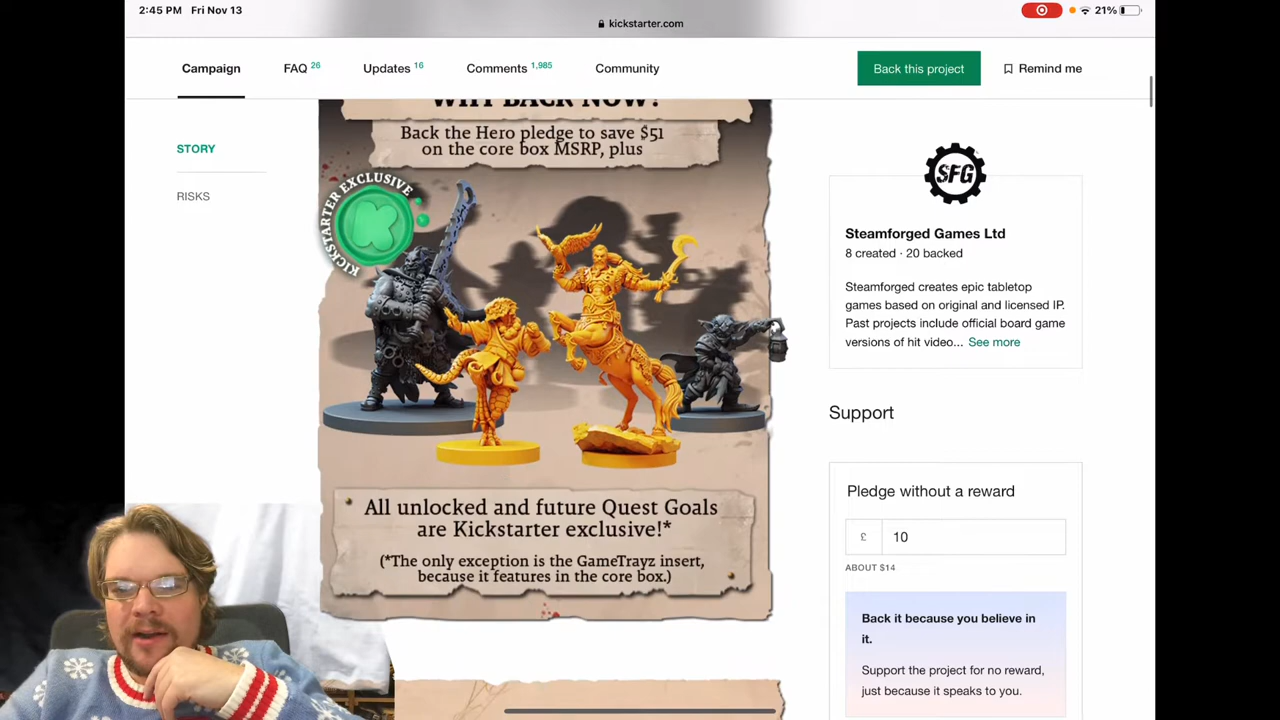 2:45 PM Fri Nov 13
21%
kickstarter.com
Campaign FAQ 26 Updates 16 Comments 1,985 Community
Back this project Remind me
STORY
RISKS
WHY BACK NOW?
Back the Hero pledge to save $51
on the core box MSRP, plus
KICKSTARTER EXCLUSIVE
KICKSTARTER
All unlocked and future Quest Goals
are Kickstarter exclusive!*
(*The only exception is the GameTrayz insert,
because it features in the core box.)
SFG
Steamforged Games Ltd
8 created · 20 backed
Steamforged creates epic tabletop
games based on original and licensed IP.
Past projects include official board game
versions of hit video... See more
Support
Pledge without a reward
£ 10
ABOUT $14
Back it because you believe in
it.
Support the project for no reward,
just because it speaks to you.